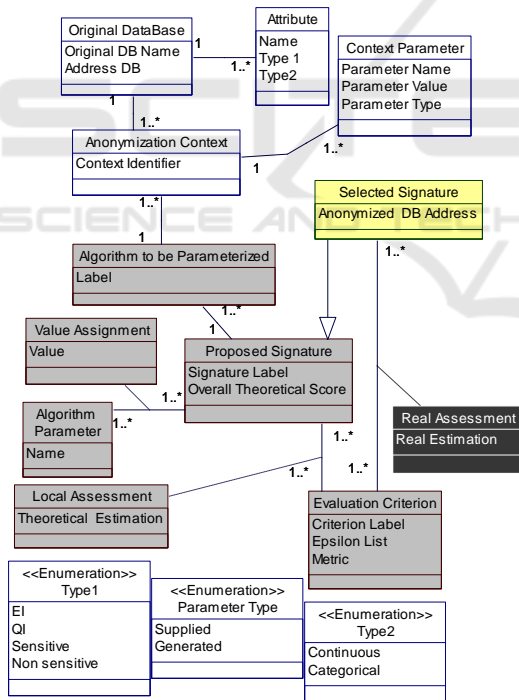 Original DataBase
Original DB Name
Address DB
1
1..*
1
1..*
Attribute
Name
Type 1
Type2
Context Parameter
Parameter Name
Parameter Value
Parameter Type
1..*
1
Anonymization Context
Context Identifier
1..*
1
SCIENCE AND TECH
Selected Signature
Anonymized DB Address
1..*
Algorithm to be Parameterized
Label
1..*
1
Value Assignment
Value
Proposed Signature
Signature Label
Overall Theoretical Score
1..*
1..*
Algorithm
Parameter
Name
1..*
Real Assessment
Real Estimation
Local Assessment
Theoretical Estimation
1..*
1..*
Evaluation Criterion
Criterion Label
Epsilon List
Metric
<<Enumeration>>
Type1
EI
QI
Sensitive
Non sensitive
<<Enumeration>>
Parameter Type
Supplied
Generated
<<Enumeration>>
Type2
Continuous
Categorical